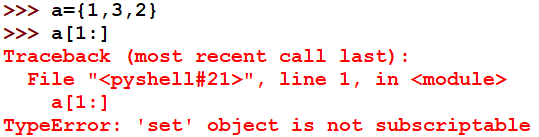 >>> a={1,3,2}
>>> a[1:]
Traceback (most recent call last):
  File "<pyshell#21>", line 1, in <module>
    a[1:]
TypeError: 'set' object is not subscriptable